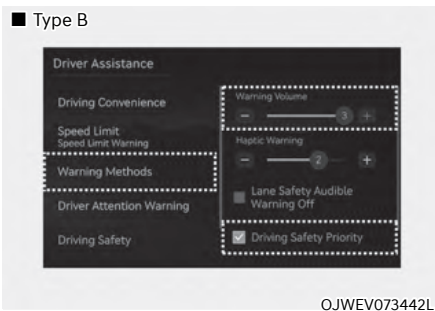 ■ Type B
Driver Assistance
Driving Convenience
Speed Limit
Speed Limit Warning
Warning Methods
Driver Attention Warning
Driving Safety
Warning Volume
− 3 +
Haptic Warning
− 2 +
Lane Safety Audible
Warning Off
Driving Safety Priority
OJWEV073442L